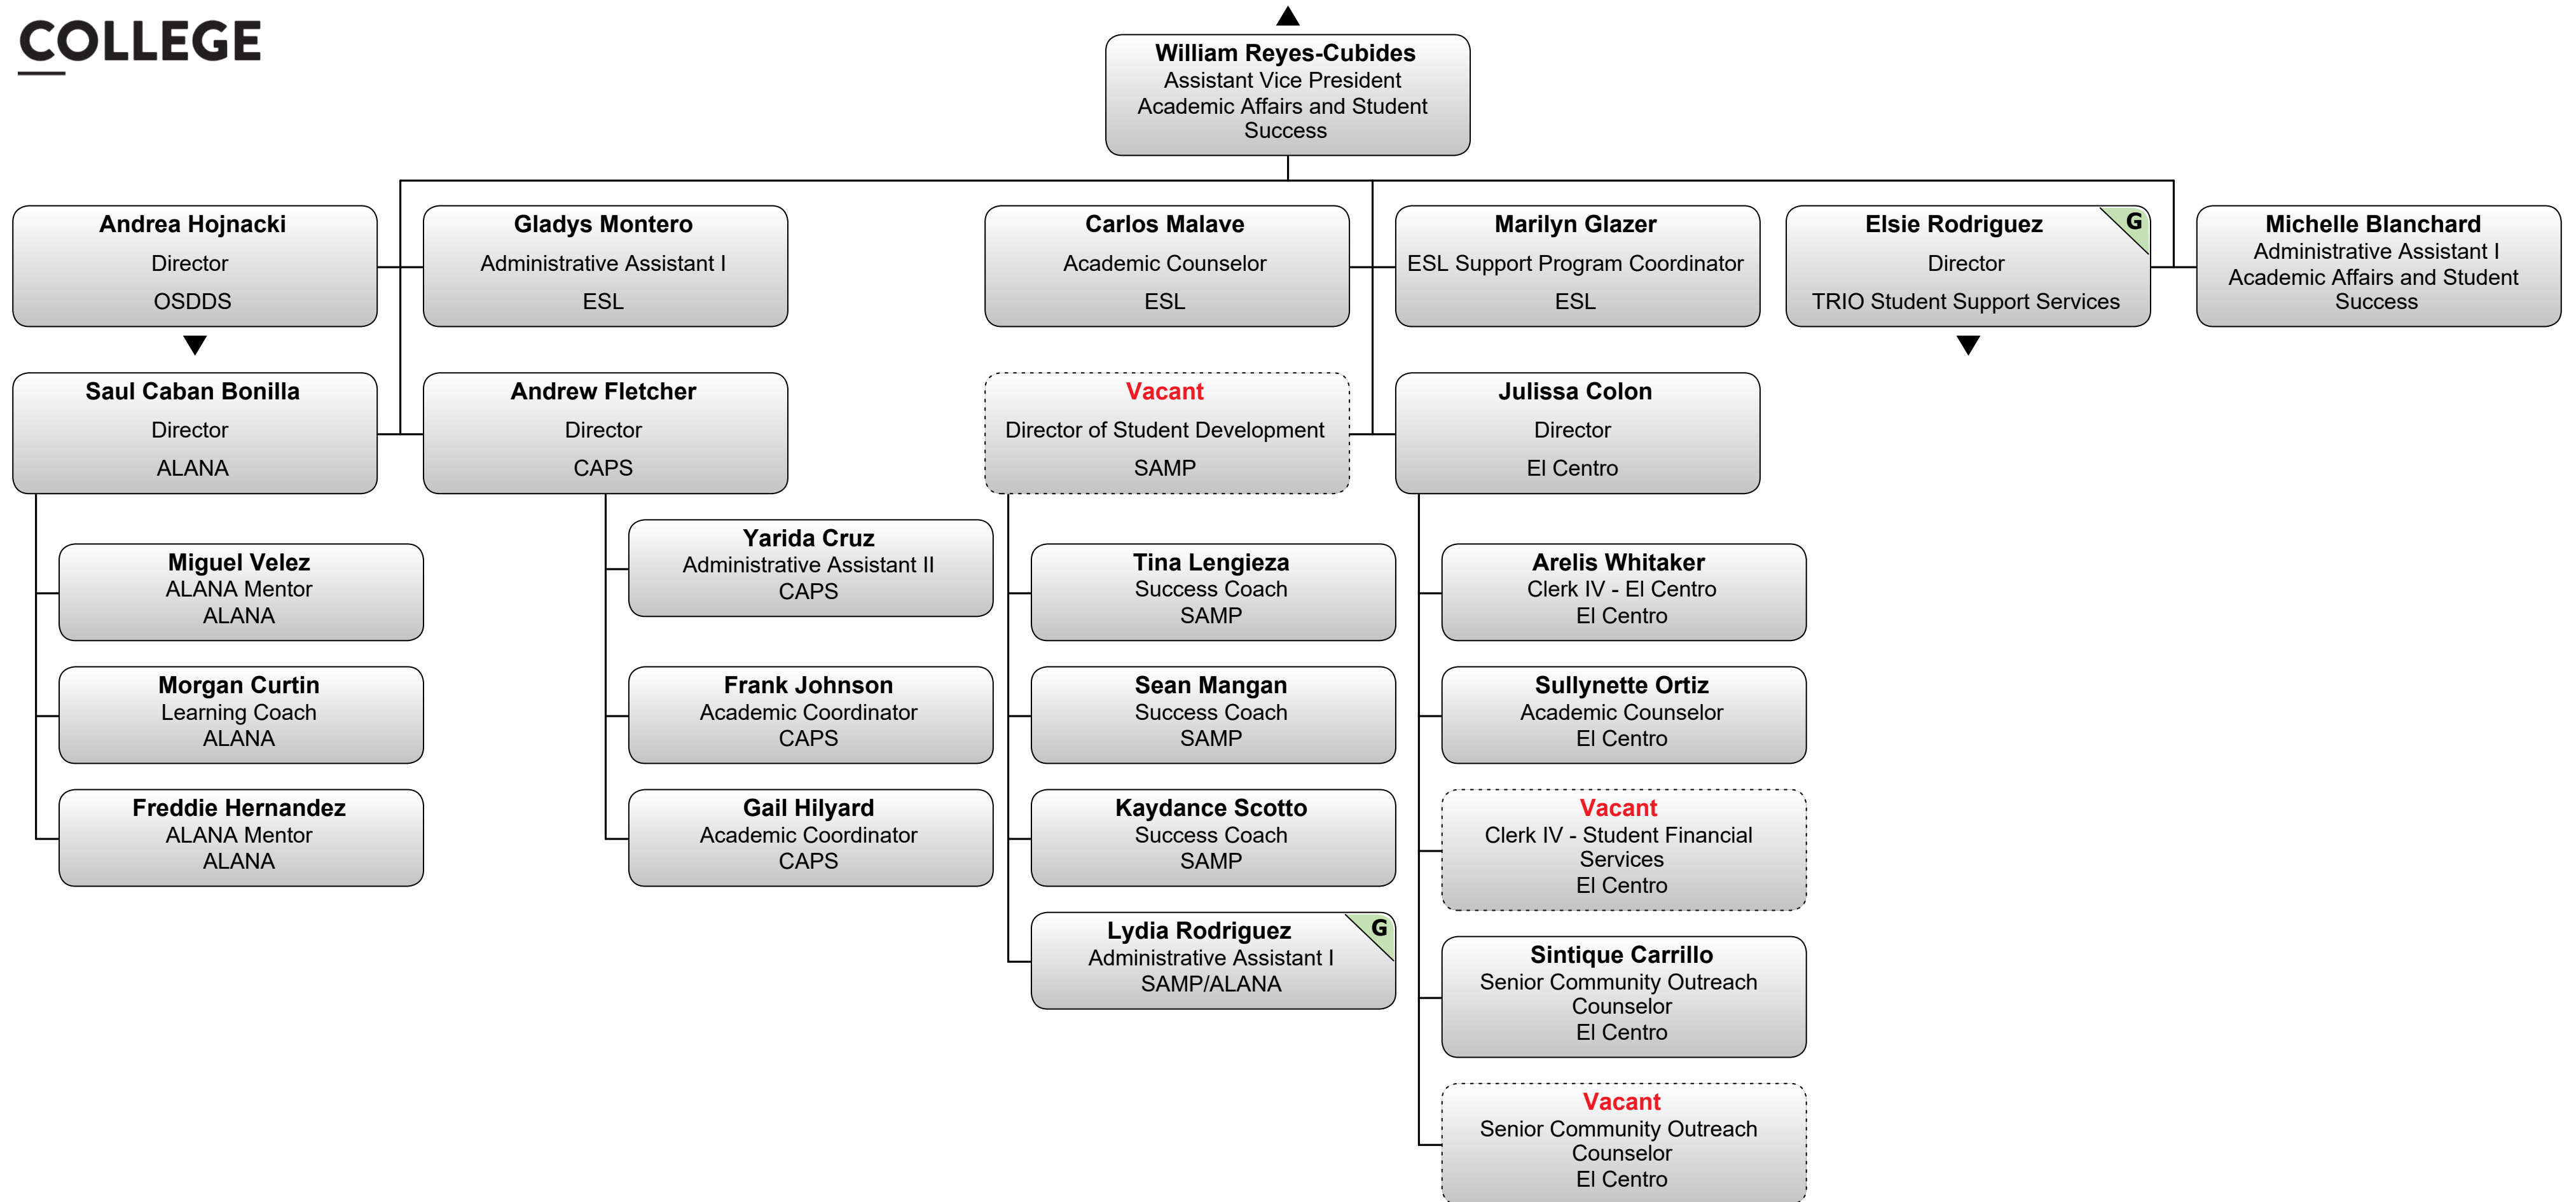 COLLEGE
William Reyes-Cubides
Assistant Vice President
Academic Affairs and Student
Success
Andrea Hojnacki
Director
OSDDS
Gladys Montero
Administrative Assistant I
ESL
Carlos Malave
Academic Counselor
ESL
Marilyn Glazer
ESL Support Program Coordinator
ESL
Elsie Rodriguez
Director
TRIO Student Support Services
G
Michelle Blanchard
Administrative Assistant I
Academic Affairs and Student
Success
Saul Caban Bonilla
Director
ALANA
Andrew Fletcher
Director
CAPS
Vacant
Director of Student Development
SAMP
Julissa Colon
Director
El Centro
Miguel Velez
ALANA Mentor
ALANA
Morgan Curtin
Learning Coach
ALANA
Freddie Hernandez
ALANA Mentor
ALANA
Yarida Cruz
Administrative Assistant II
CAPS
Frank Johnson
Academic Coordinator
CAPS
Gail Hilyard
Academic Coordinator
CAPS
Tina Lengieza
Success Coach
SAMP
Sean Mangan
Success Coach
SAMP
Kaydance Scotto
Success Coach
SAMP
Lydia Rodriguez
Administrative Assistant I
SAMP/ALANA
G
Arelis Whitaker
Clerk IV - El Centro
El Centro
Sullynette Ortiz
Academic Counselor
El Centro
Vacant
Clerk IV - Student Financial
Services
El Centro
Sintique Carrillo
Senior Community Outreach
Counselor
El Centro
Vacant
Senior Community Outreach
Counselor
El Centro